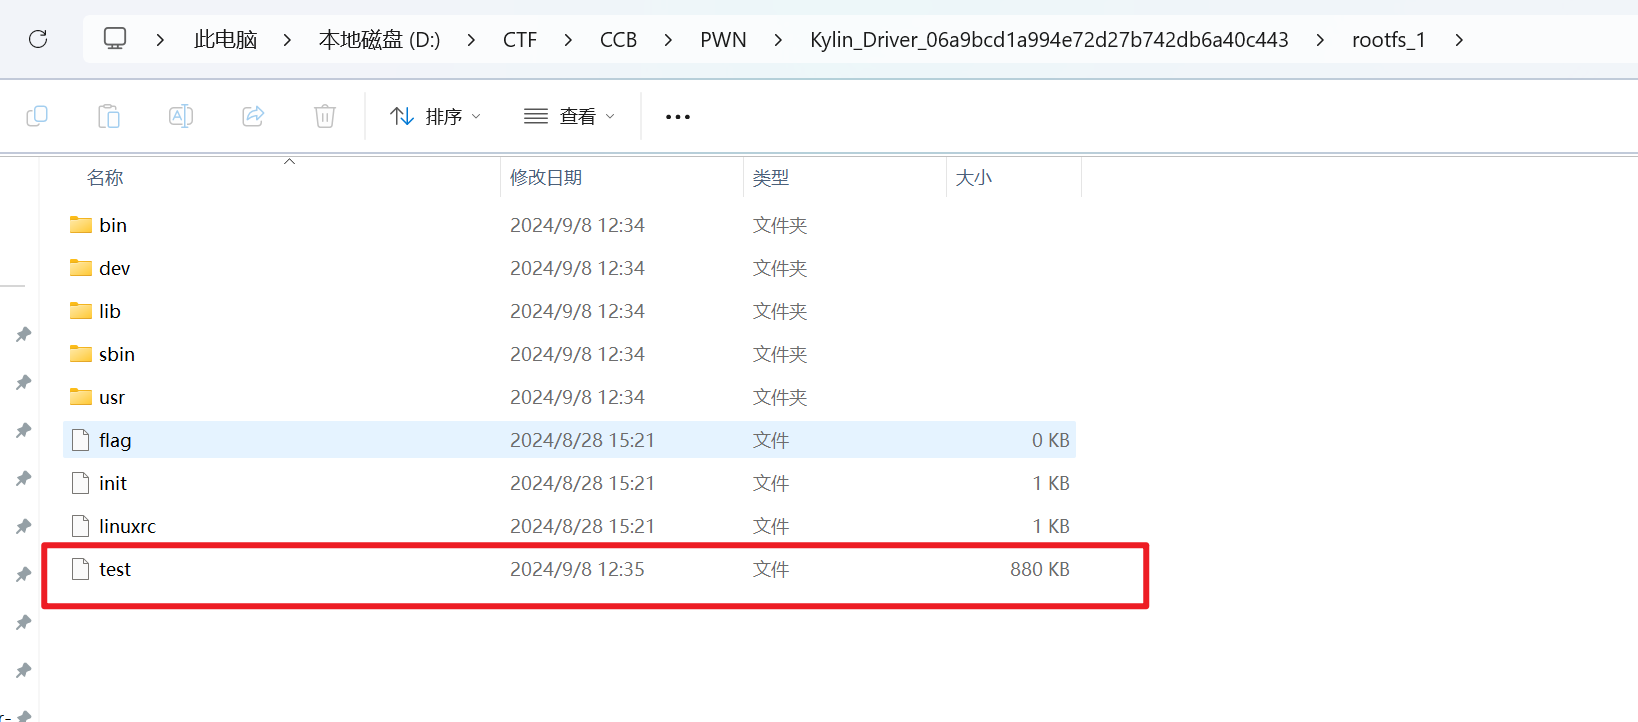 此电脑 > 本地磁盘 (D:) > CTF > CCB > PWN > Kylin_Driver_06a9bcd1a994e72d27b742db6a40c443 > rootfs_1 >
排序 查看 •••
名称 修改日期 类型 大小
bin 2024/9/8 12:34 文件夹
dev 2024/9/8 12:34 文件夹
lib 2024/9/8 12:34 文件夹
sbin 2024/9/8 12:34 文件夹
usr 2024/9/8 12:34 文件夹
flag 2024/8/28 15:21 文件 0 KB
init 2024/8/28 15:21 文件 1 KB
linuxrc 2024/8/28 15:21 文件 1 KB
test 2024/9/8 12:35 文件 880 KB